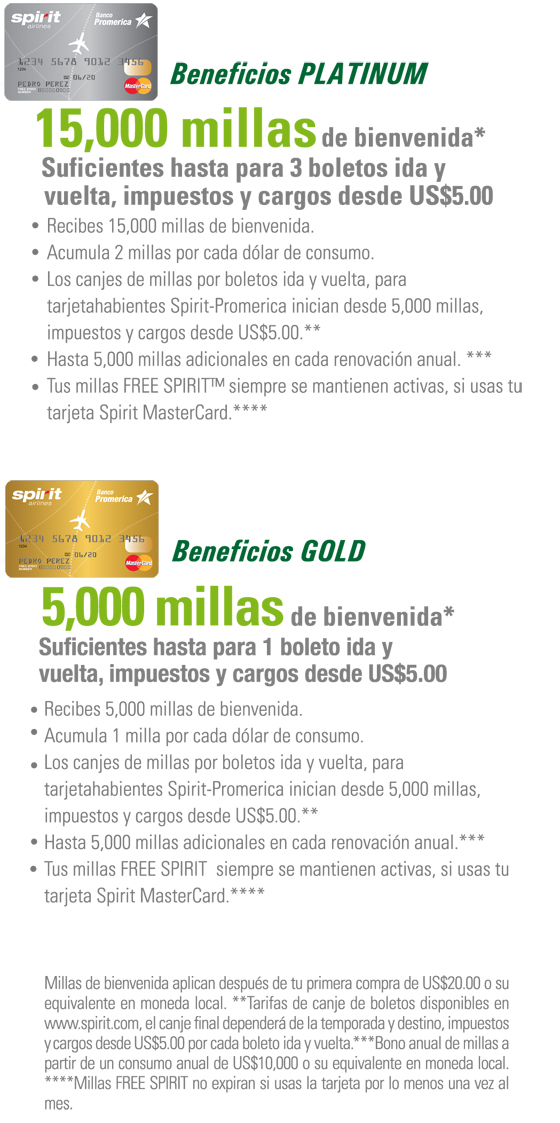 spirit airlines Banco Promerica
1234 5678 9012 3456
06/20
PEDRO PEREZ
MasterCard
Beneficios PLATINUM
15,000 millas de bienvenida*
Suficientes hasta para 3 boletos ida y
vuelta, impuestos y cargos desde US$5.00
• Recibes 15,000 millas de bienvenida.
• Acumula 2 millas por cada dólar de consumo.
• Los canjes de millas por boletos ida y vuelta, para
tarjetahabientes Spirit-Promerica inician desde 5,000 millas,
impuestos y cargos desde US$5.00.**
• Hasta 5,000 millas adicionales en cada renovación anual. ***
• Tus millas FREE SPIRIT™ siempre se mantienen activas, si usas tu
tarjeta Spirit MasterCard.****
spirit airlines Banco Promerica
1234 5678 9012 3456
06/20
PEDRO PEREZ
MasterCard
Beneficios GOLD
5,000 millas de bienvenida*
Suficientes hasta para 1 boleto ida y
vuelta, impuestos y cargos desde US$5.00
• Recibes 5,000 millas de bienvenida.
• Acumula 1 milla por cada dólar de consumo.
• Los canjes de millas por boletos ida y vuelta, para
tarjetahabientes Spirit-Promerica inician desde 5,000 millas,
impuestos y cargos desde US$5.00.**
• Hasta 5,000 millas adicionales en cada renovación anual.***
• Tus millas FREE SPIRIT siempre se mantienen activas, si usas tu
tarjeta Spirit MasterCard.****
Millas de bienvenida aplican después de tu primera compra de US$20.00 o su
equivalente en moneda local. **Tarifas de canje de boletos disponibles en
www.spirit.com, el canje final dependerá de la temporada y destino, impuestos
y cargos desde US$5.00 por cada boleto ida y vuelta.***Bono anual de millas a
partir de un consumo anual de US$10,000 o su equivalente en moneda local.
****Millas FREE SPIRIT no expiran si usas la tarjeta por lo menos una vez al
mes.